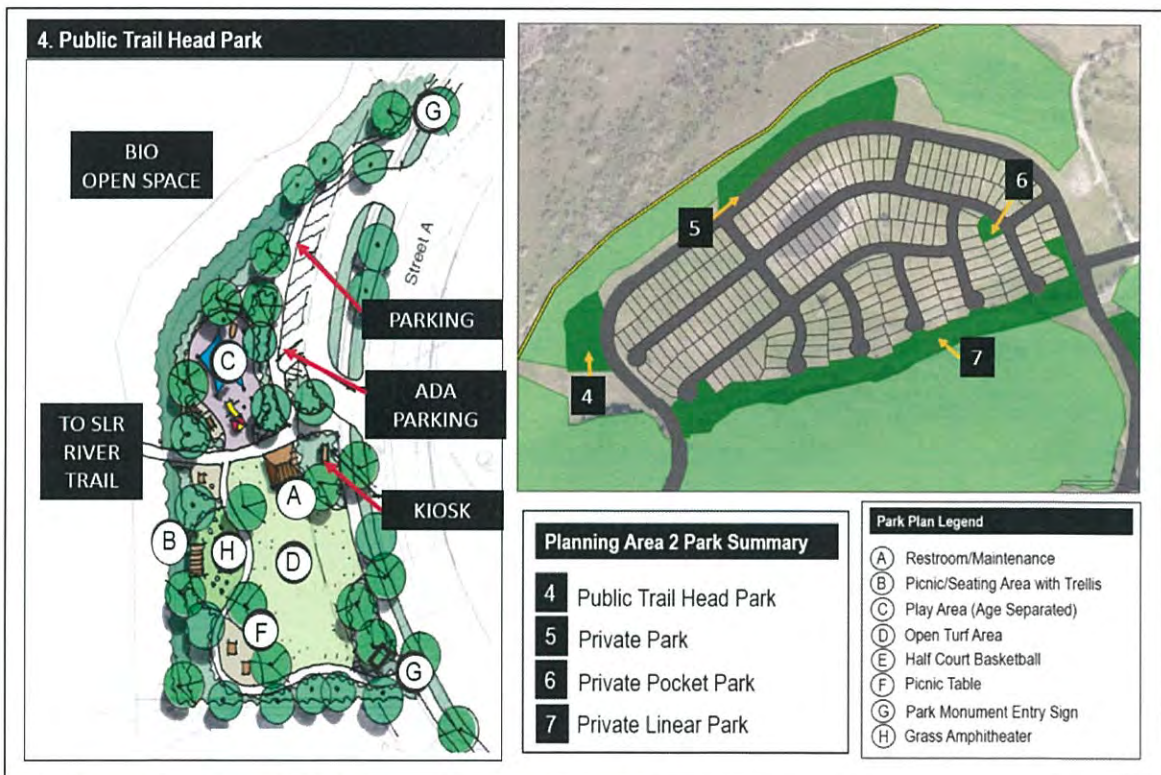 4. Public Trail Head Park
G
BIO
OPEN SPACE
Street A
PARKING
C
ADA
PARKING
TO SLR
RIVER
TRAIL
A
KIOSK
B
H
D
F
G
5
6
4
7
Planning Area 2 Park Summary
4 Public Trail Head Park
5 Private Park
6 Private Pocket Park
7 Private Linear Park
Park Plan Legend
A Restroom/Maintenance
B Picnic/Seating Area with Trellis
C Play Area (Age Separated)
D Open Turf Area
E Half Court Basketball
F Picnic Table
G Park Monument Entry Sign
H Grass Amphitheater